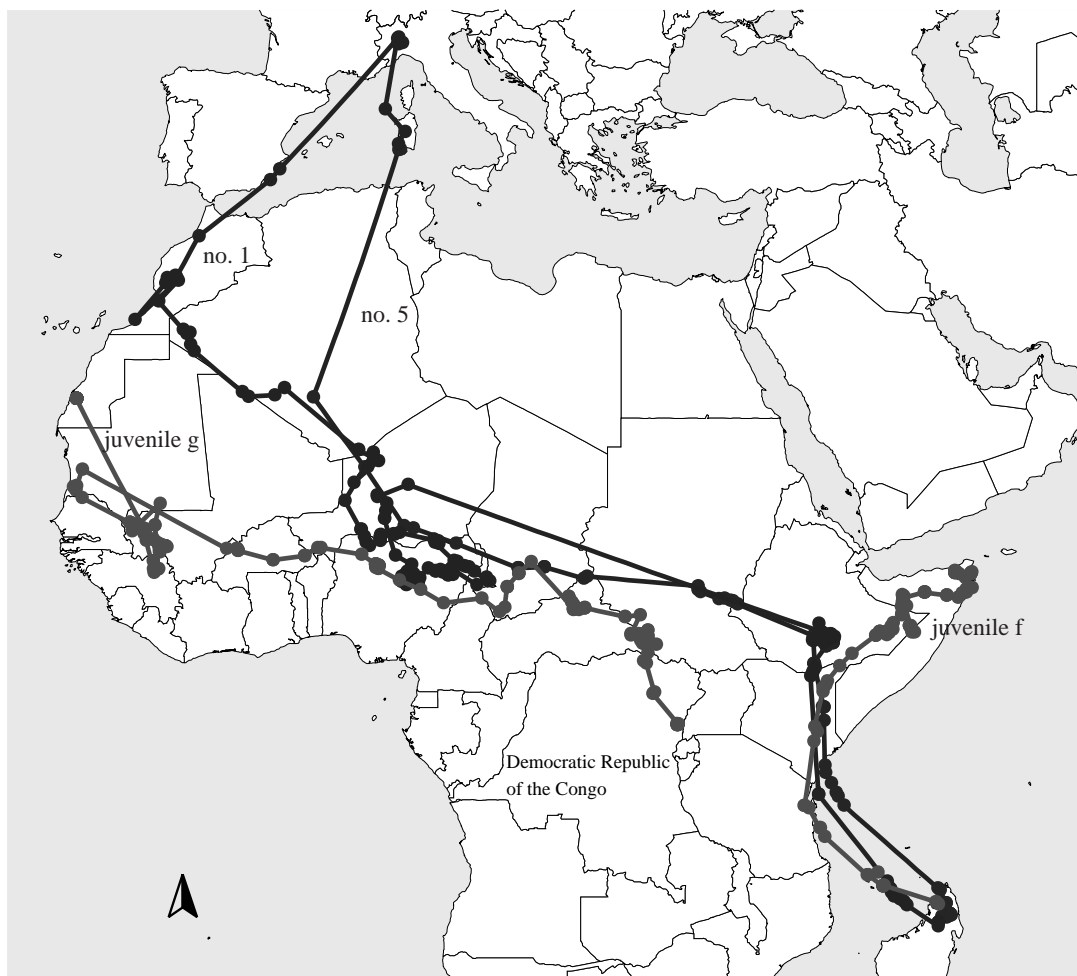 no. 1
no. 5
juvenile g
juvenile f
Democratic Republic
of the Congo